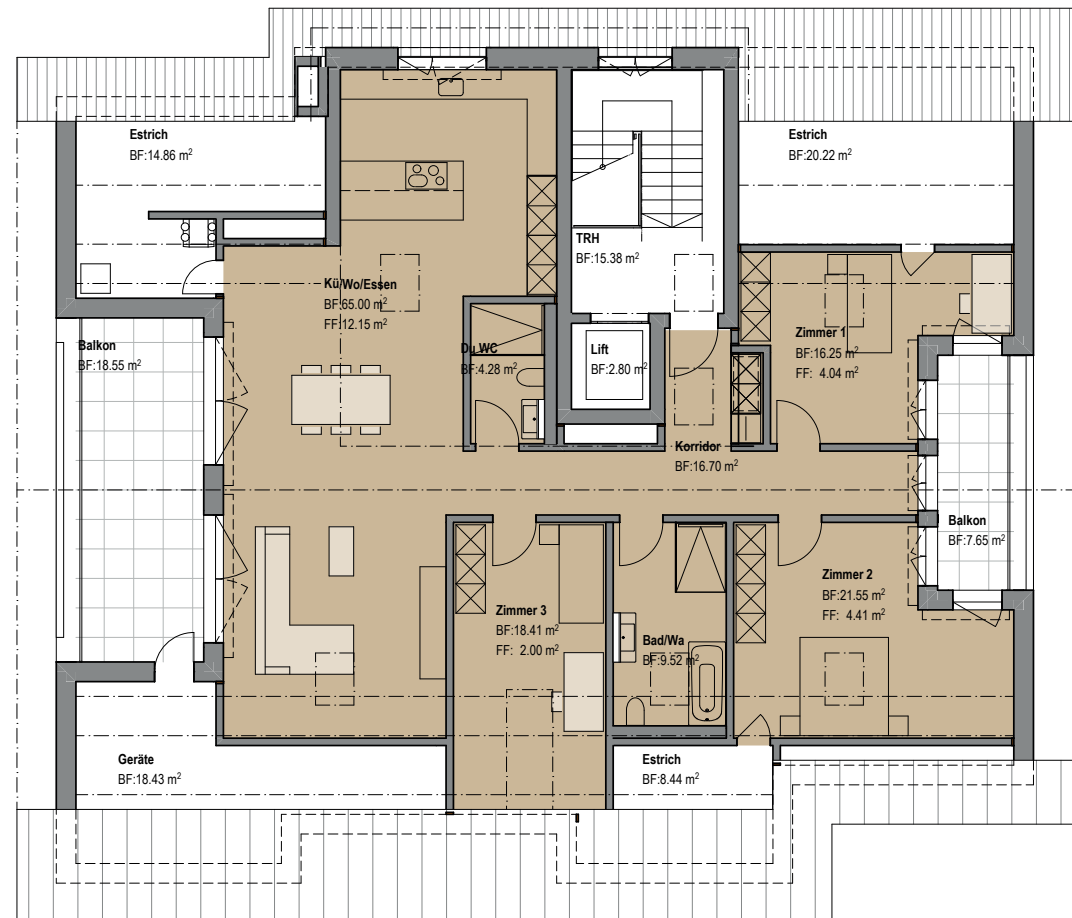 Estrich
BF:14.86 m²
Estrich
BF:20.22 m²
TRH
BF:15.38 m²
Kü/Wo/Essen
BF:65.00 m²
FF:12.15 m²
Zimmer 1
BF:16.25 m²
FF: 4.04 m²
Balkon
BF:18.55 m²
Du WC
BF:4.28 m²
Lift
BF:2.80 m²
Korridor
BF:16.70 m²
Balkon
BF:7.65 m²
Zimmer 2
BF:21.55 m²
FF: 4.41 m²
Zimmer 3
BF:18.41 m²
FF: 2.00 m²
Bad/Wa
BF:9.52 m²
Geräte
BF:18.43 m²
Estrich
BF:8.44 m²